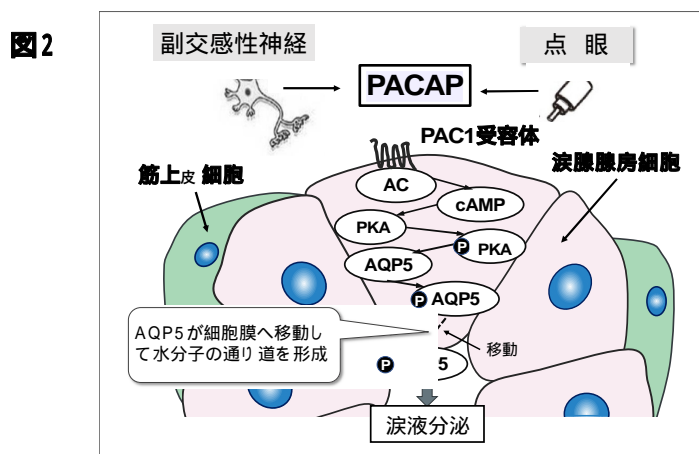 図2
副交感性神経
点 眼
PACAP
PAC1受容体
筋上皮 細胞
涙腺腺房細胞
AC
cAMP
PKA
P PKA
AQP5
P AQP5
AQP5が細胞膜へ移動し
て水分子の通り道を形成
移動
P 5
涙液分泌